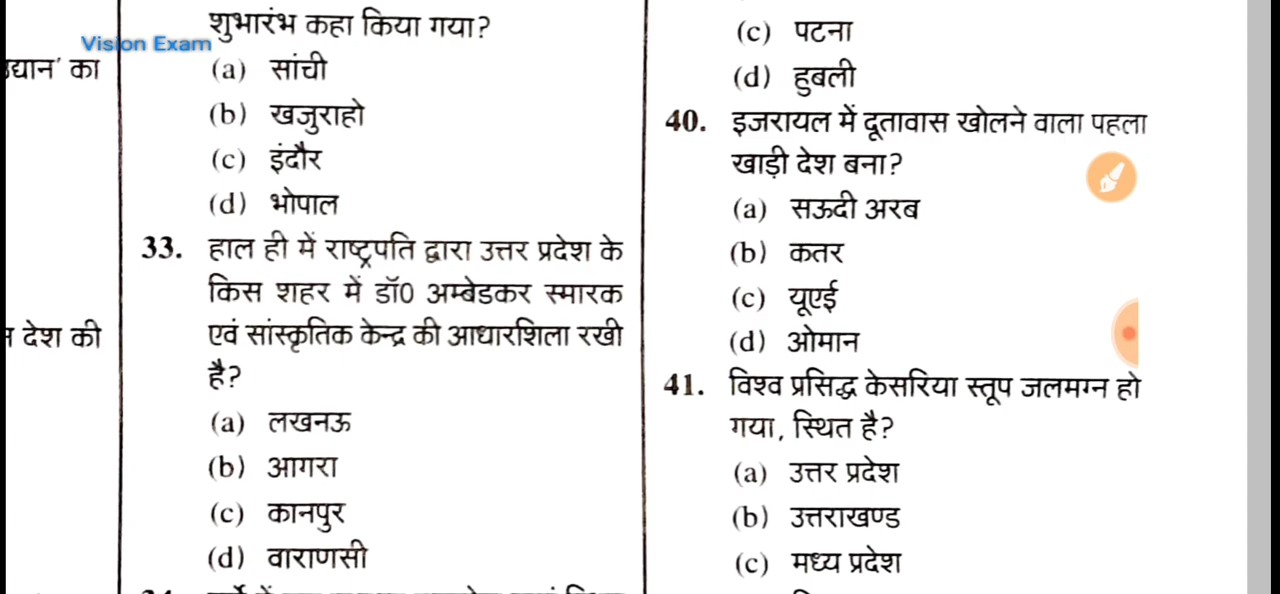 Vision Exam
द्यान' का
देश की
शुभारंभ कहा किया गया?
(a) सांची
(b) खजुराहो
(c) इंदौर
(d) भोपाल
33. हाल ही में राष्ट्रपति द्वारा उत्तर प्रदेश के
किस शहर में डॉ0 अम्बेडकर स्मारक
एवं सांस्कृतिक केन्द्र की आधारशिला रखी
है?
(a) लखनऊ
(b) आगरा
(c) कानपुर
(d) वाराणसी
(c) पटना
(d) हुबली
40. इजरायल में दूतावास खोलने वाला पहला
खाड़ी देश बना?
(a) सऊदी अरब
(b) कतर
(c) यूएई
(d) ओमान
41. विश्व प्रसिद्ध केसरिया स्तूप जलमग्न हो
गया, स्थित है?
(a) उत्तर प्रदेश
(b) उत्तराखण्ड
(c) मध्य प्रदेश